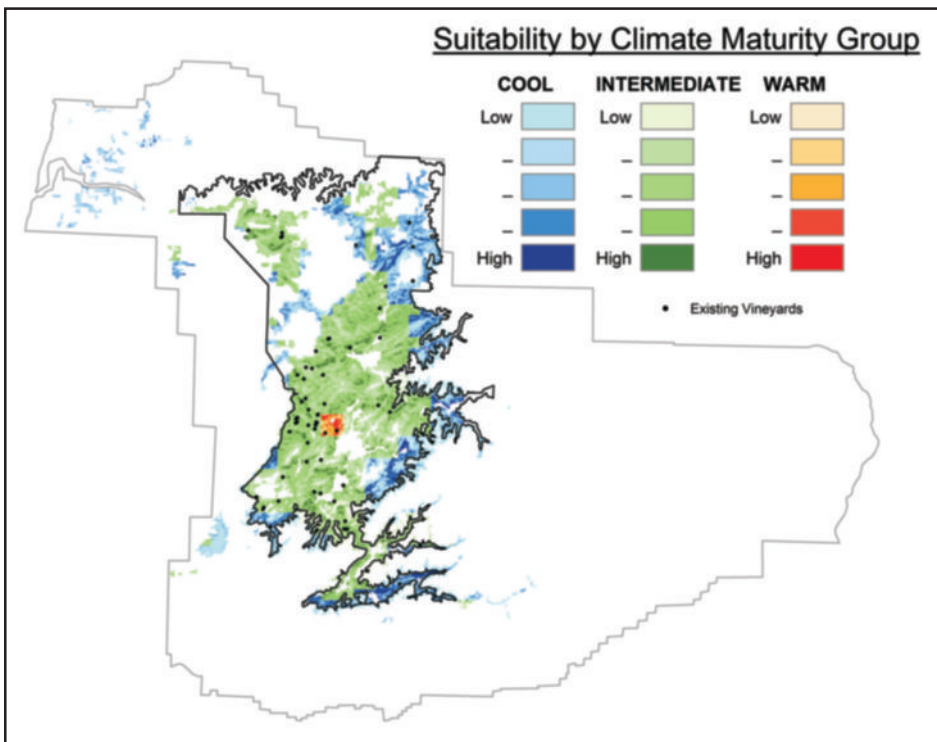 Suitability by Climate Maturity Group
COOL INTERMEDIATE WARM
Low Low Low
– – –
– – –
– – –
High High High
Existing Vineyards